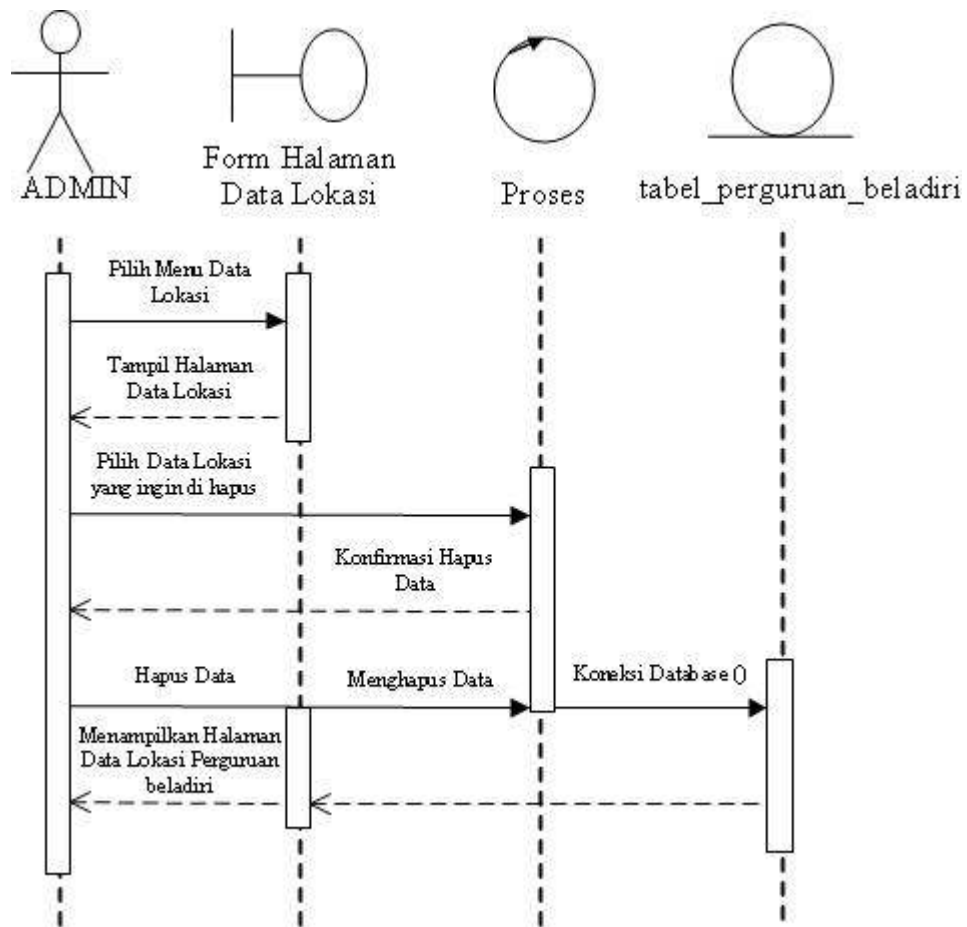 ADMIN
Form Halaman
Data Lokasi
Proses
tabel_perguruan_beladiri
Pilih Menu Data
Lokasi
Tampil Halaman
Data Lokasi
Pilih Data Lokasi
yang ingin di hapus
Konfirmasi Hapus
Data
Hapus Data
Menghapus Data
Koneksi Database ()
Menampilkan Halaman
Data Lokasi Perguruan
beladiri